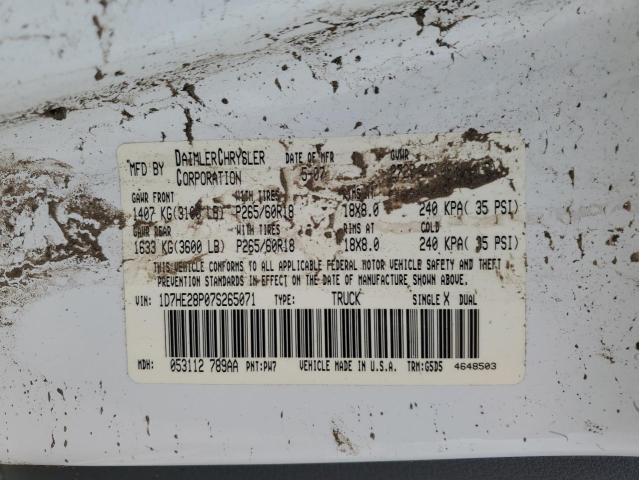 MFD BY DAIMLERCHRYSLER CORPORATION DATE OF MFR 5-07 GVWR
GAWR FRONT WITH TIRES RIMS AT
1407 KG(3100 LB) P265/60R18 18X8.0 240 KPA( 35 PSI)
GAWR REAR WITH TIRES RIMS AT COLD
1633 KG(3600 LB) P265/60R18 18X8.0 240 KPA( 35 PSI)
THIS VEHICLE CONFORMS TO ALL APPLICABLE FEDERAL MOTOR VEHICLE SAFETY AND THEFT
PREVENTION STANDARDS IN EFFECT ON THE DATE OF MANUFACTURE SHOWN ABOVE.
VIN: 1D7HE28P07S265071 TYPE: TRUCK SINGLE X DUAL
MDH: 053112 789AA PNT:PW7 VEHICLE MADE IN U.S.A. TRM:G5D5 4648503